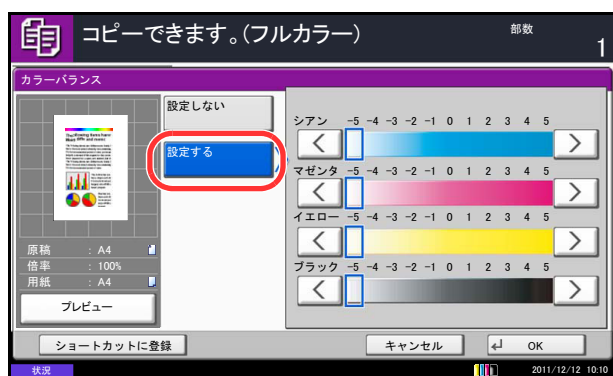 コピーできます。(フルカラー)
部数
1
カラーバランス
設定しない
設定する
シアン -5 -4 -3 -2 -1 0 1 2 3 4 5
マゼンタ -5 -4 -3 -2 -1 0 1 2 3 4 5
イエロー -5 -4 -3 -2 -1 0 1 2 3 4 5
ブラック -5 -4 -3 -2 -1 0 1 2 3 4 5
原稿 : A4
倍率 : 100%
用紙 : A4
プレビュー
ショートカットに登録
キャンセル
OK
状況
2011/12/12 10:10